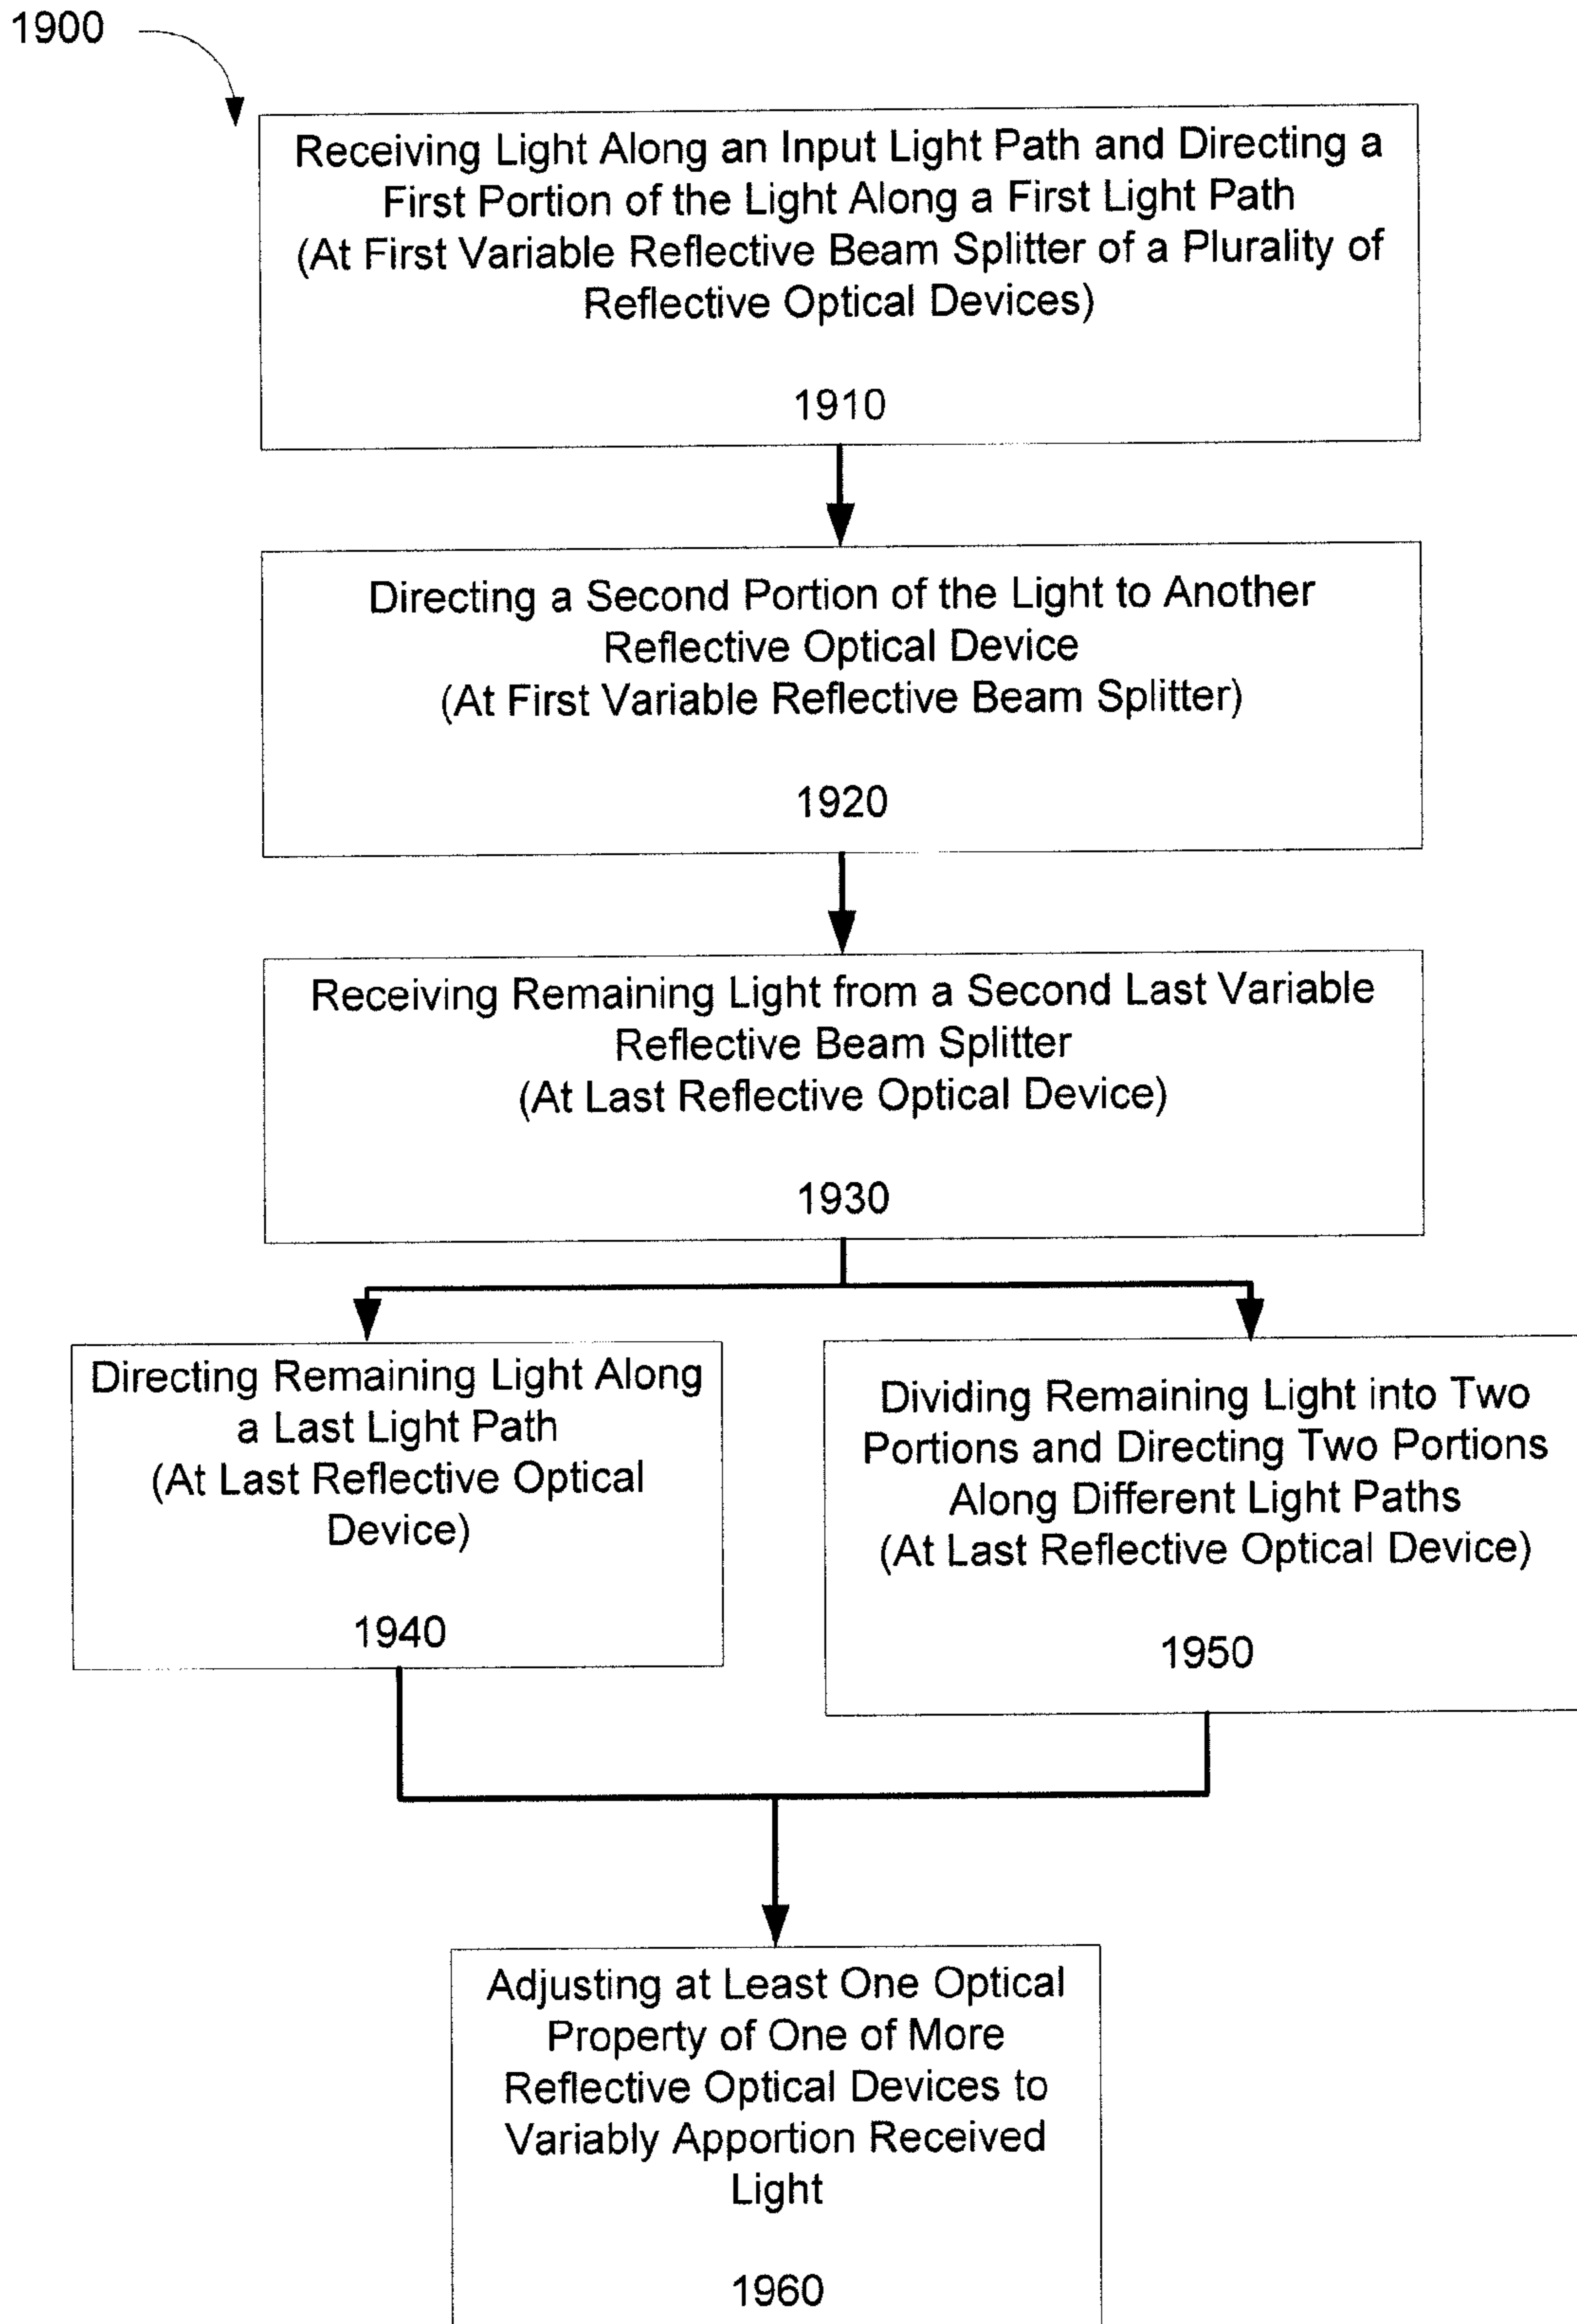 1900
Receiving Light Along an Input Light Path and Directing a
First Portion of the Light Along a First Light Path
(At First Variable Reflective Beam Splitter of a Plurality of
Reflective Optical Devices)
1910
Directing a Second Portion of the Light to Another
Reflective Optical Device
(At First Variable Reflective Beam Splitter)
1920
Receiving Remaining Light from a Second Last Variable
Reflective Beam Splitter
(At Last Reflective Optical Device)
1930
Directing Remaining Light Along
a Last Light Path
(At Last Reflective Optical
Device)
1940
Dividing Remaining Light into Two
Portions and Directing Two Portions
Along Different Light Paths
(At Last Reflective Optical Device)
1950
Adjusting at Least One Optical
Property of One of More
Reflective Optical Devices to
Variably Apportion Received
Light
1960